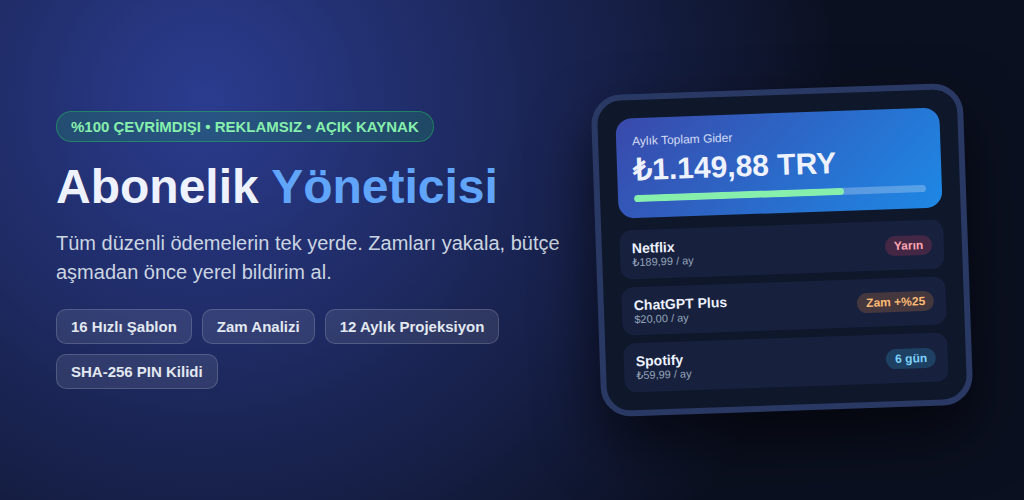 %100 ÇEVRİMDIŞI • REKLAMSIZ • AÇIK KAYNAK
Abonelik Yöneticisi
Tüm düzenli ödemelerin tek yerde. Zamları yakala, bütçe
aşmadan önce yerel bildirim al.
16 Hızlı Şablon
Zam Analizi
12 Aylık Projeksiyon
SHA-256 PIN Kilidi
Aylık Toplam Gider
₺1.149,88 TRY
Netflix
₺189,99 / ay
Yarın
ChatGPT Plus
$20,00 / ay
Zam +%25
Spotify
₺59,99 / ay
6 gün